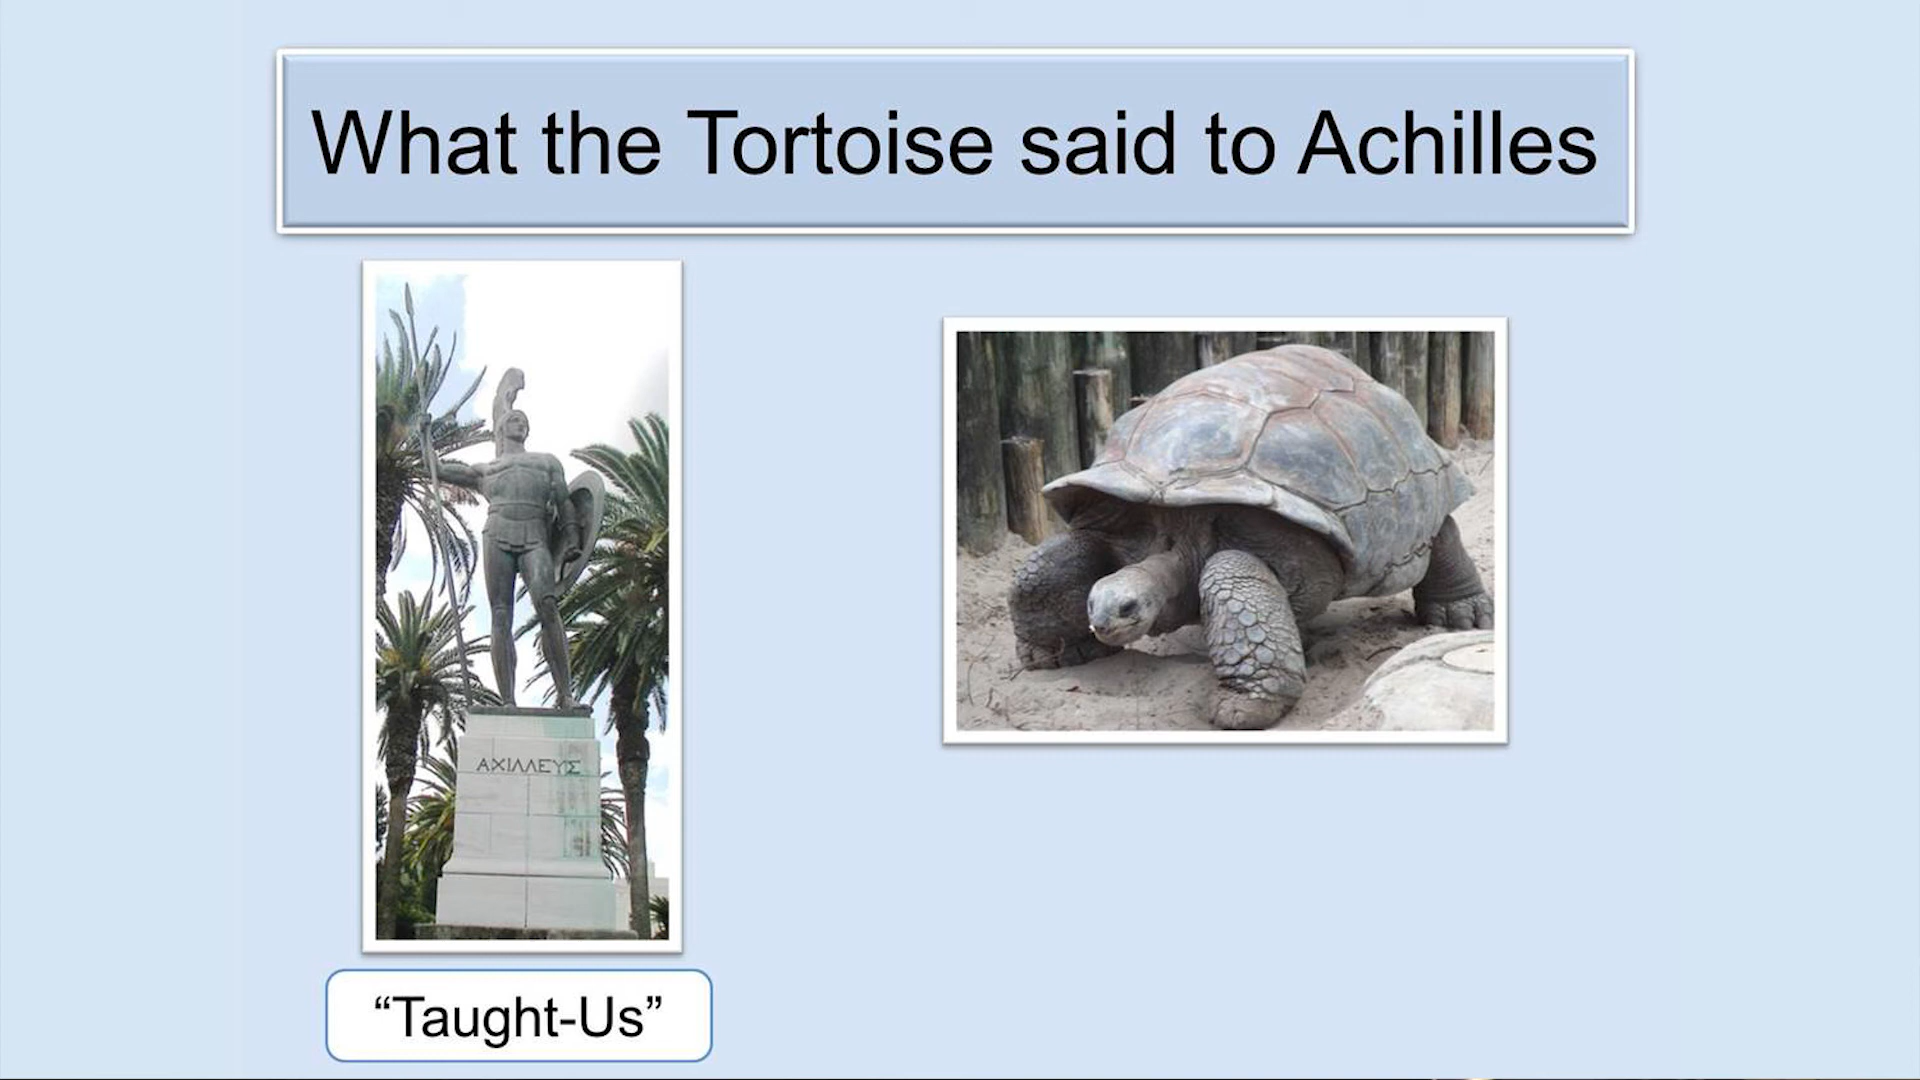 What the Tortoise said to Achilles
ΑΧΙΛΛΕΥΣ
“Taught-Us”